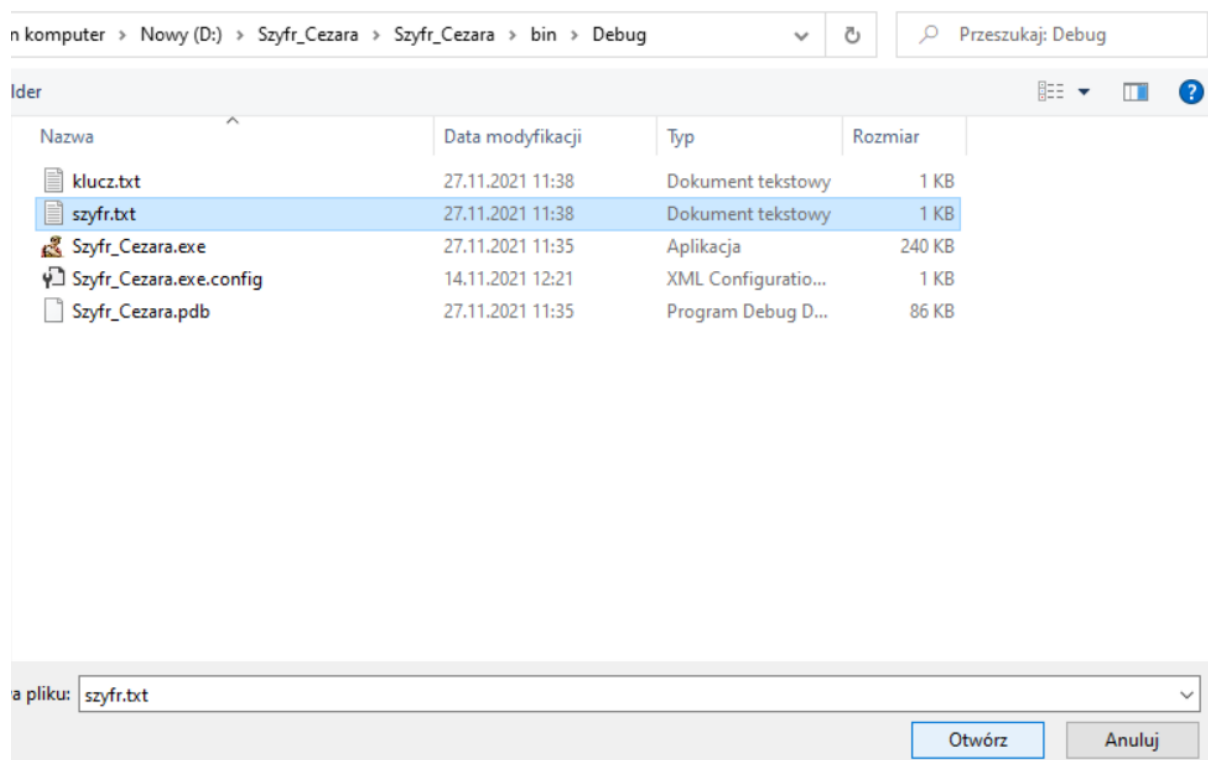 n komputer > Nowy (D:) > Szyfr_Cezara > Szyfr_Cezara > bin > Debug Przeszukaj: Debug
lder ?
Nazwa Data modyfikacji Typ Rozmiar
klucz.txt 27.11.2021 11:38 Dokument tekstowy 1 KB
szyfr.txt 27.11.2021 11:38 Dokument tekstowy 1 KB
Szyfr_Cezara.exe 27.11.2021 11:35 Aplikacja 240 KB
Szyfr_Cezara.exe.config 14.11.2021 12:21 XML Configuratio... 1 KB
Szyfr_Cezara.pdb 27.11.2021 11:35 Program Debug D... 86 KB
a pliku: szyfr.txt
Otwórz Anuluj